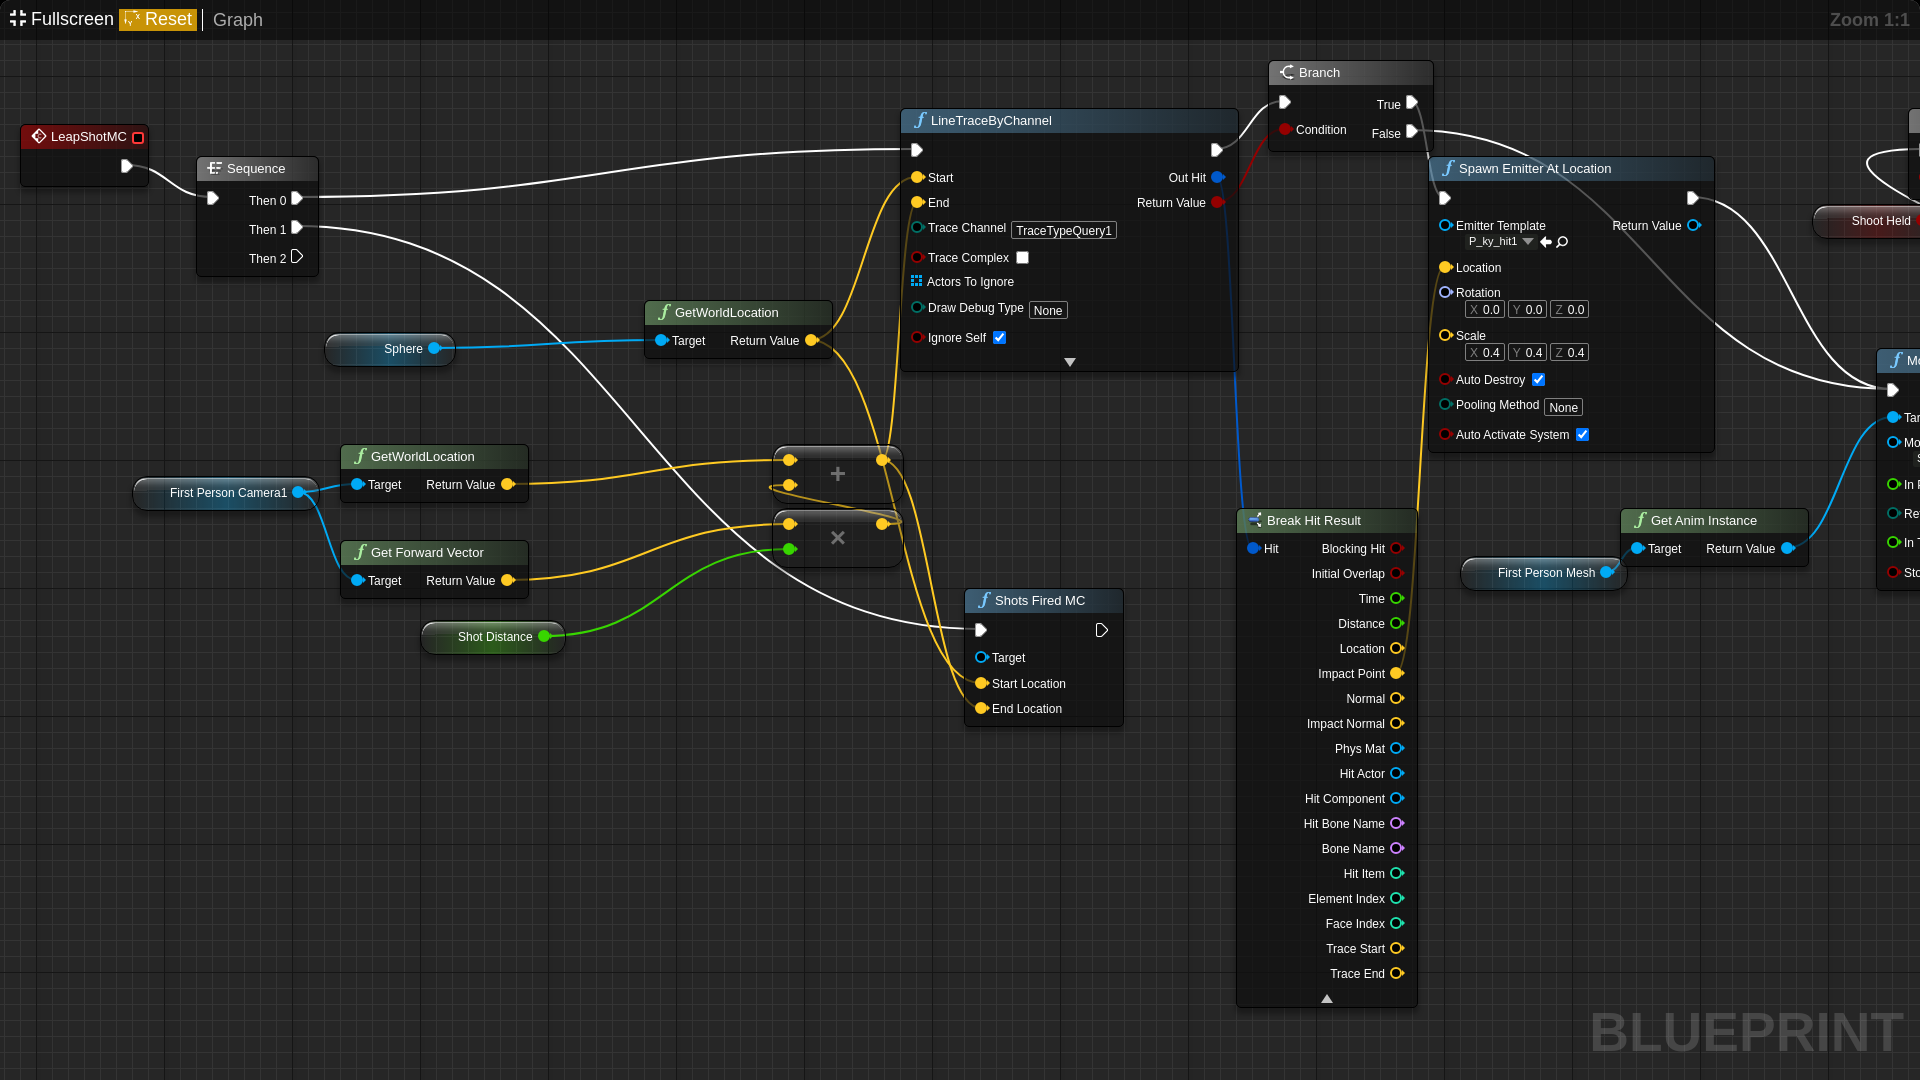 Fullscreen Reset Graph
Zoom 1:1
LeapShotMC
Sequence
Then 0
Then 1
Then 2
Sphere
First Person Camera1
GetWorldLocation
Target Return Value
Get Forward Vector
Target Return Value
Shot Distance
GetWorldLocation
Target Return Value
+
×
LineTraceByChannel
Start Out Hit
End Return Value
Trace Channel TraceTypeQuery1
Trace Complex
Actors To Ignore
Draw Debug Type None
Ignore Self
Shots Fired MC
Target
Start Location
End Location
Branch
True
Condition False
Break Hit Result
Hit Blocking Hit
Initial Overlap
Time
Distance
Location
Impact Point
Normal
Impact Normal
Phys Mat
Hit Actor
Hit Component
Hit Bone Name
Bone Name
Hit Item
Element Index
Face Index
Trace Start
Trace End
Spawn Emitter At Location
Emitter Template Return Value
P_ky_hit1
Location
Rotation
X 0.0 Y 0.0 Z 0.0
Scale
X 0.4 Y 0.4 Z 0.4
Auto Destroy
Pooling Method None
Auto Activate System
First Person Mesh
Get Anim Instance
Target Return Value
Shoot Held
BLUEPRINT